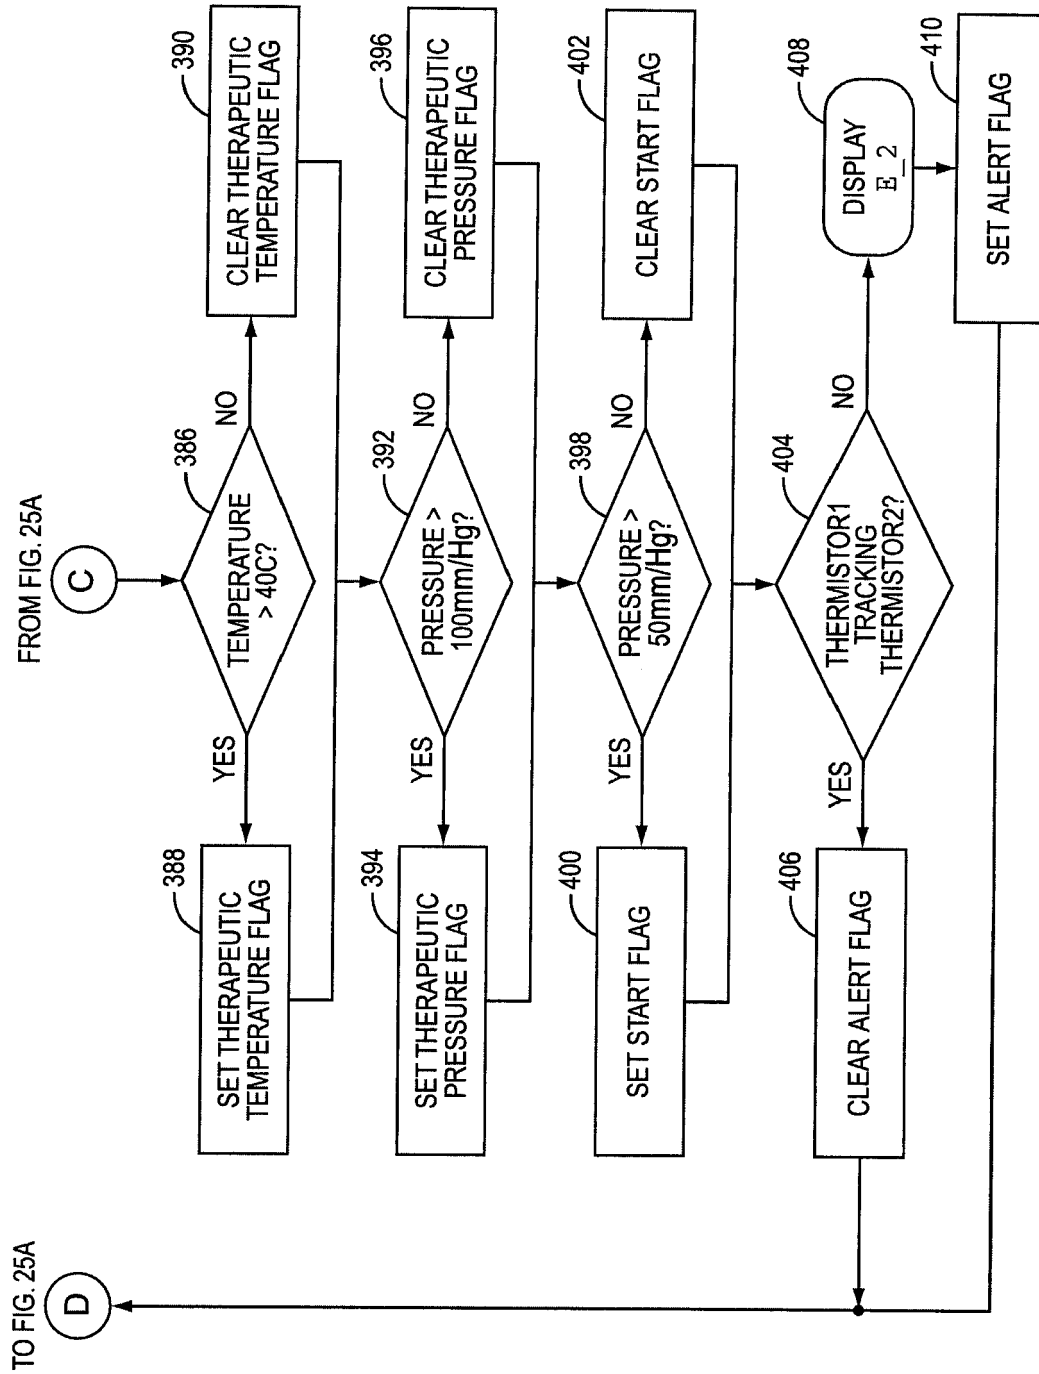 TO FIG. 25A
D
FROM FIG. 25A
C
386
TEMPERATURE
> 40C?
YES
NO
388
SET THERAPEUTIC
TEMPERATURE FLAG
390
CLEAR THERAPEUTIC
TEMPERATURE FLAG
392
PRESSURE >
100mm/Hg?
YES
NO
394
SET THERAPEUTIC
PRESSURE FLAG
396
CLEAR THERAPEUTIC
PRESSURE FLAG
398
PRESSURE >
50mm/Hg?
YES
NO
400
SET START FLAG
402
CLEAR START FLAG
404
THERMISTOR1
TRACKING
THERMISTOR2?
YES
NO
406
CLEAR ALERT FLAG
408
DISPLAY
E_2
410
SET ALERT FLAG